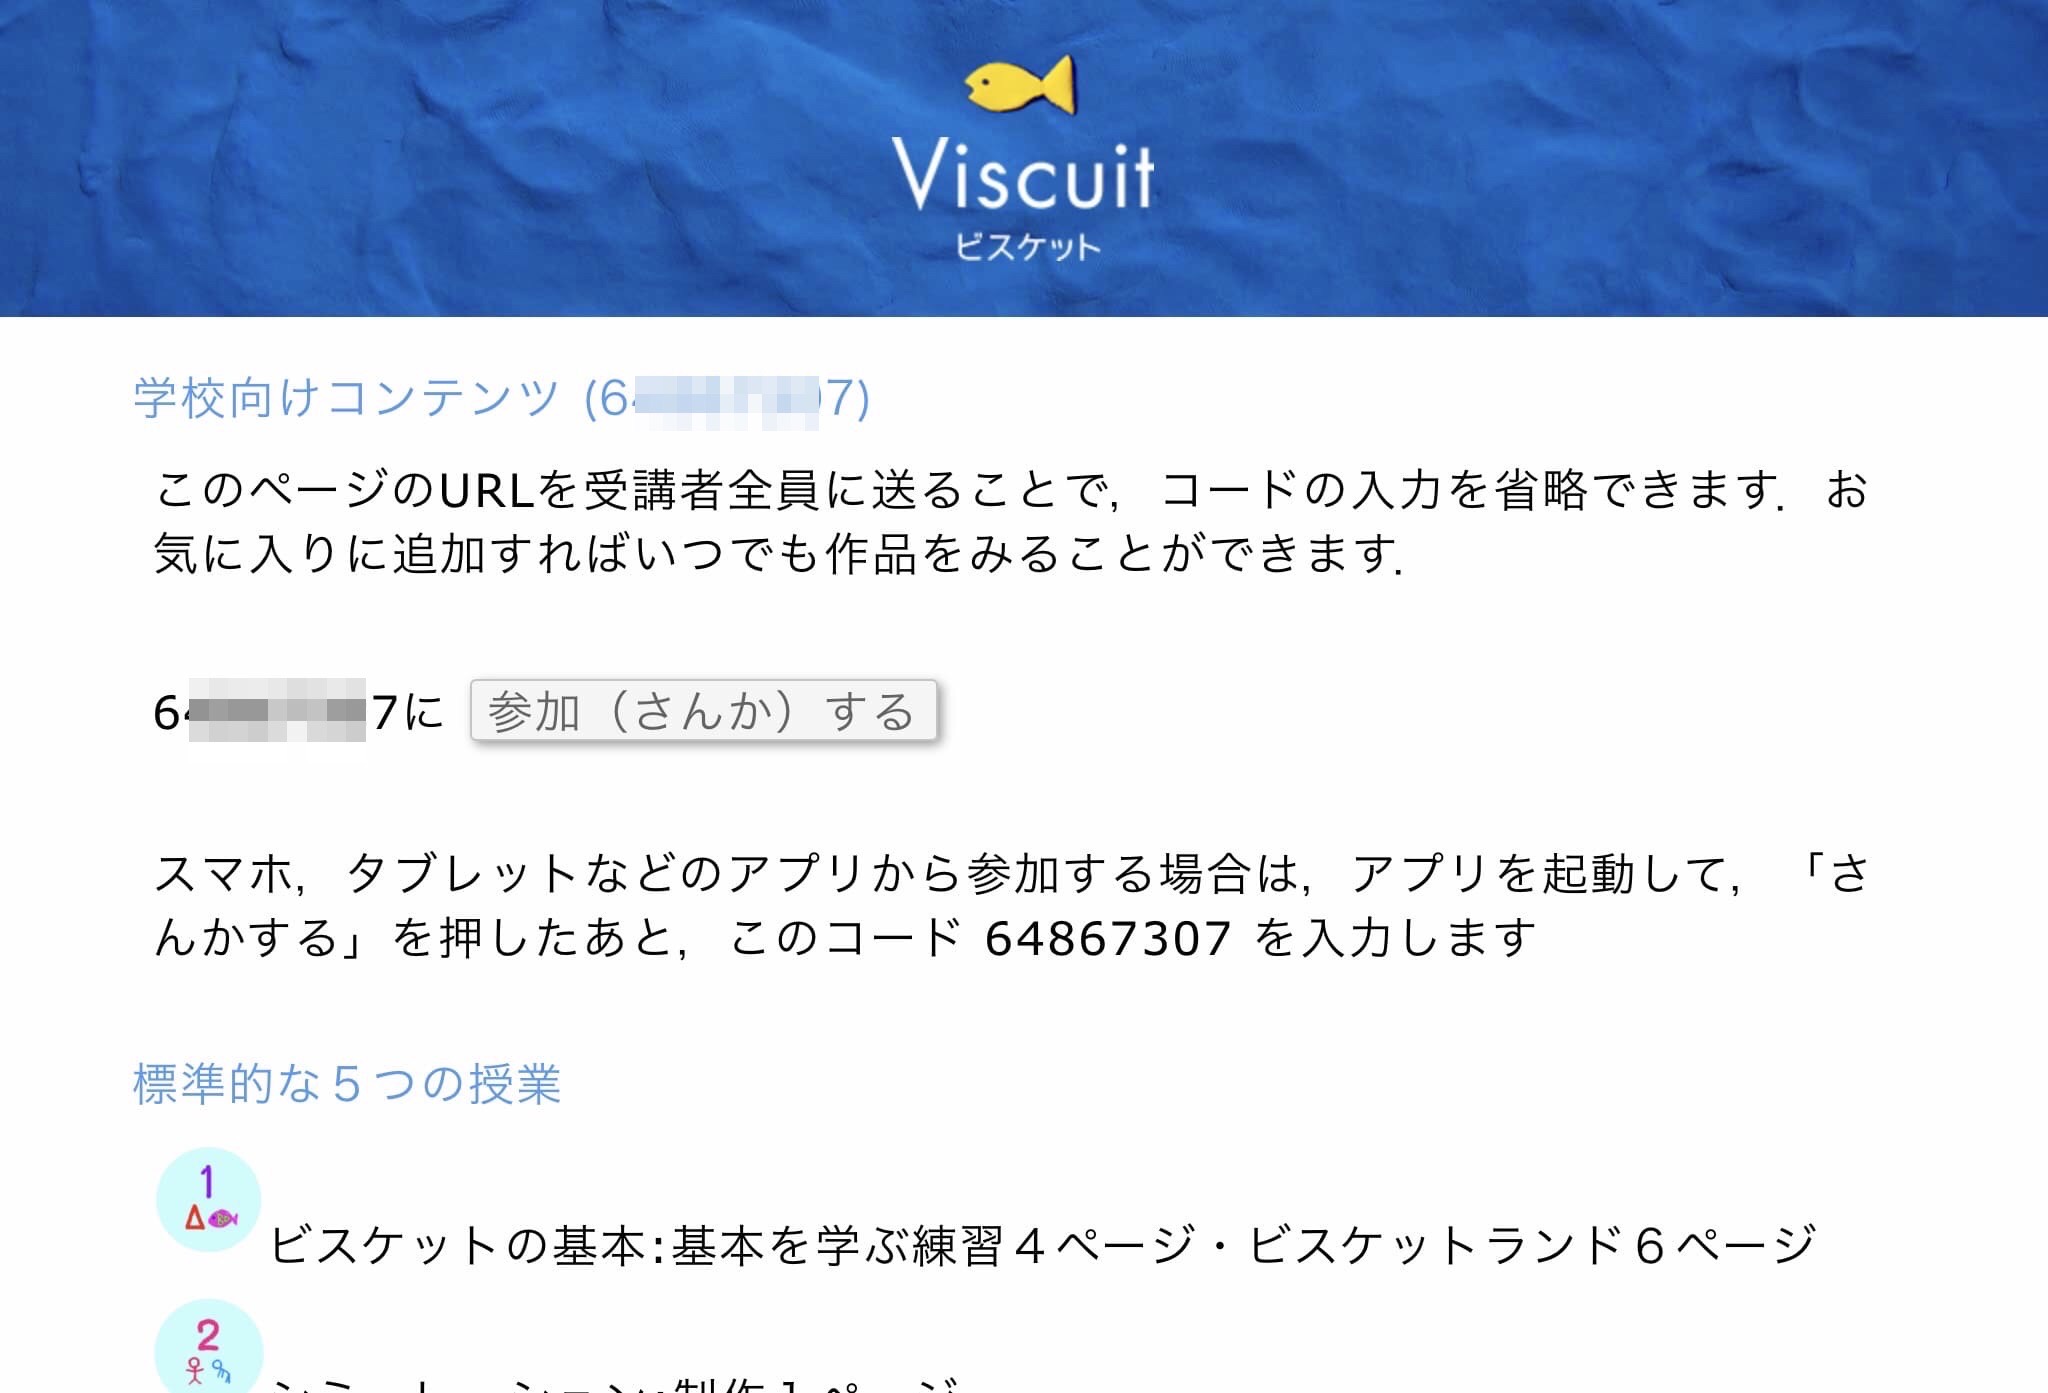 Viscuit
ビスケット
学校向けコンテンツ (6 7)
このページのURLを受講者全員に送ることで，コードの入力を省略できます．お
気に入りに追加すればいつでも作品をみることができます．
6 7に 参加（さんか）する
スマホ，タブレットなどのアプリから参加する場合は，アプリを起動して，「さ
んかする」を押したあと，このコード 64867307 を入力します
標準的な５つの授業
1
ビスケットの基本:基本を学ぶ練習４ページ・ビスケットランド６ページ
2